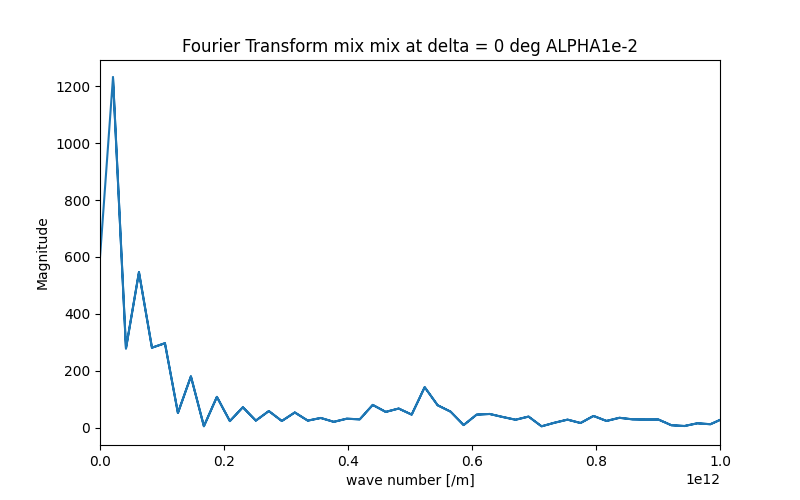 Fourier Transform mix mix at delta = 0 deg ALPHA1e-2
1200
1000
800
600
400
200
0
Magnitude
0.0 0.2 0.4 0.6 0.8 1.0
1e12
wave number [/m]